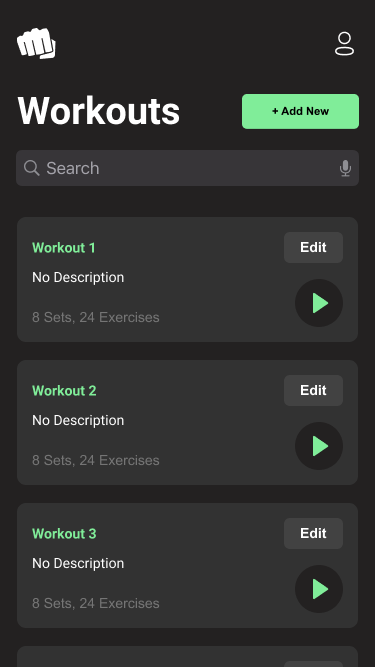 Workouts
+ Add New
Search
Workout 1
Edit
No Description
8 Sets, 24 Exercises
Workout 2
Edit
No Description
8 Sets, 24 Exercises
Workout 3
Edit
No Description
8 Sets, 24 Exercises